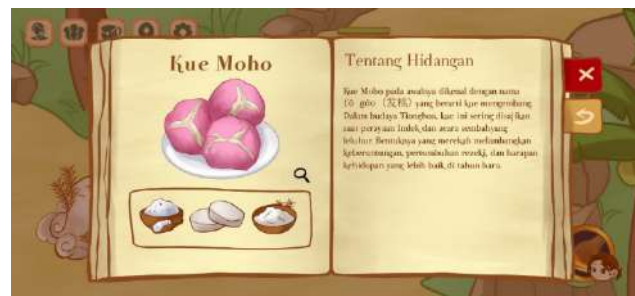 Kue Moho
Tentang Hidangan
Kue Moho pada awalnya dikenal dengan nama
fā gāo (发糕) yang berarti kue mengembang.
Dalam budaya Tionghoa, kue ini sering disajikan
saat perayaan Imlek dan acara sembahyang
leluhur. Bentuknya yang merekah melambangkan
keberuntungan, pertumbuhan rezeki, dan harapan
kehidupan yang lebih baik di tahun baru.